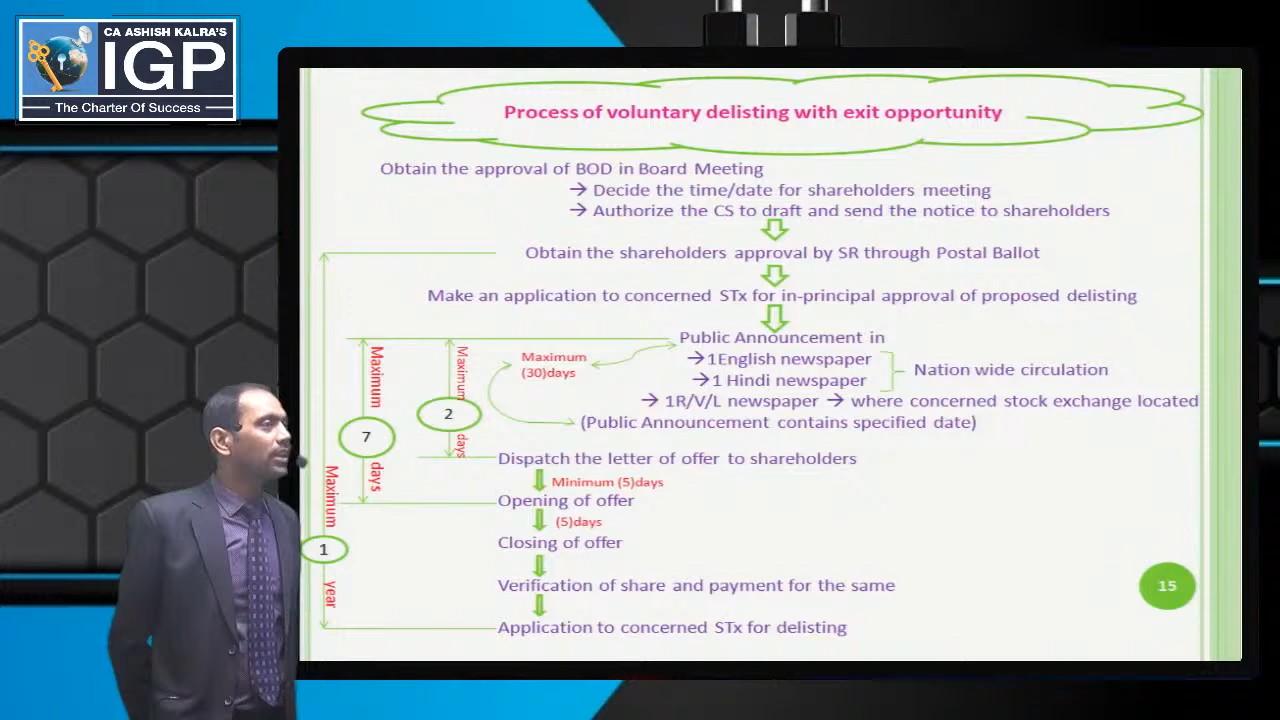 CA ASHISH KALRA'S
IGP
The Charter Of Success
Process of voluntary delisting with exit opportunity
Obtain the approval of BOD in Board Meeting
→ Decide the time/date for shareholders meeting
→ Authorize the CS to draft and send the notice to shareholders
Obtain the shareholders approval by SR through Postal Ballot
Make an application to concerned STx for in-principal approval of proposed delisting
Public Announcement in
→1English newspaper
→1 Hindi newspaper
Nation wide circulation
→ 1R/V/L newspaper → where concerned stock exchange located
(Public Announcement contains specified date)
Maximum
(30)days
Maximum
2
days
Maximum
7
days
Maximum
1
year
Dispatch the letter of offer to shareholders
Minimum (5)days
Opening of offer
(5)days
Closing of offer
Verification of share and payment for the same
Application to concerned STx for delisting
15